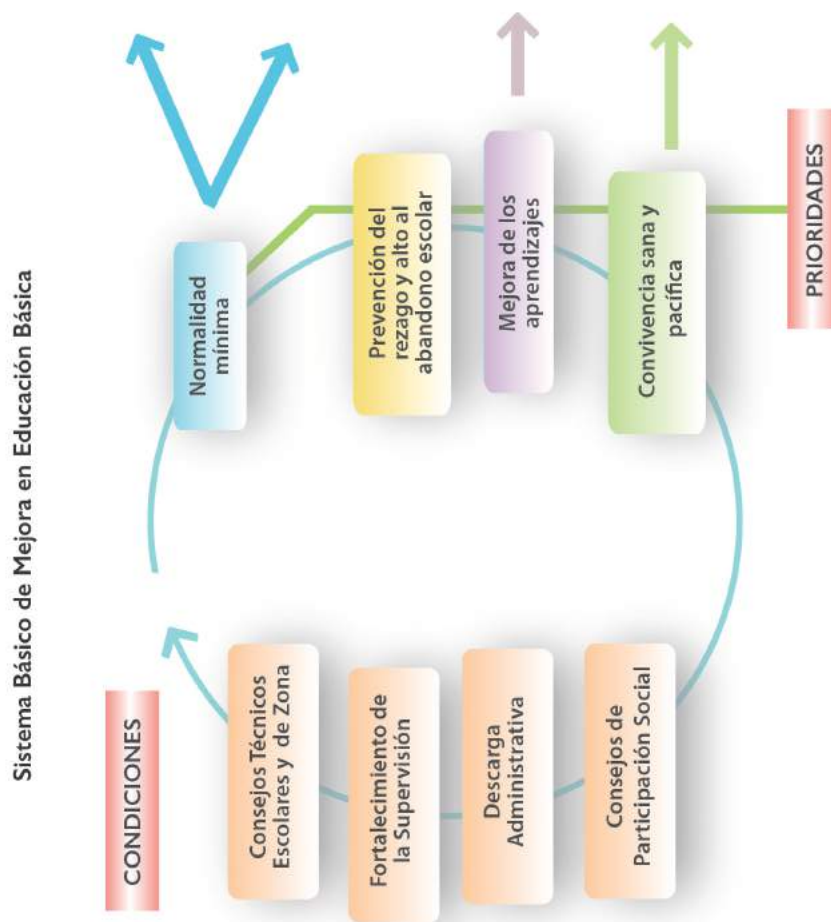 Sistema Básico de Mejora en Educación Básica
CONDICIONES
Consejos Técnicos
Escolares y de Zona
Fortalecimiento de
la Supervisión
Descarga
Administrativa
Consejos de
Participación Social
Normalidad
mínima
Prevención del
rezago y alto al
abandono escolar
Mejora de los
aprendizajes
Convivencia sana y
pacífica
PRIORIDADES